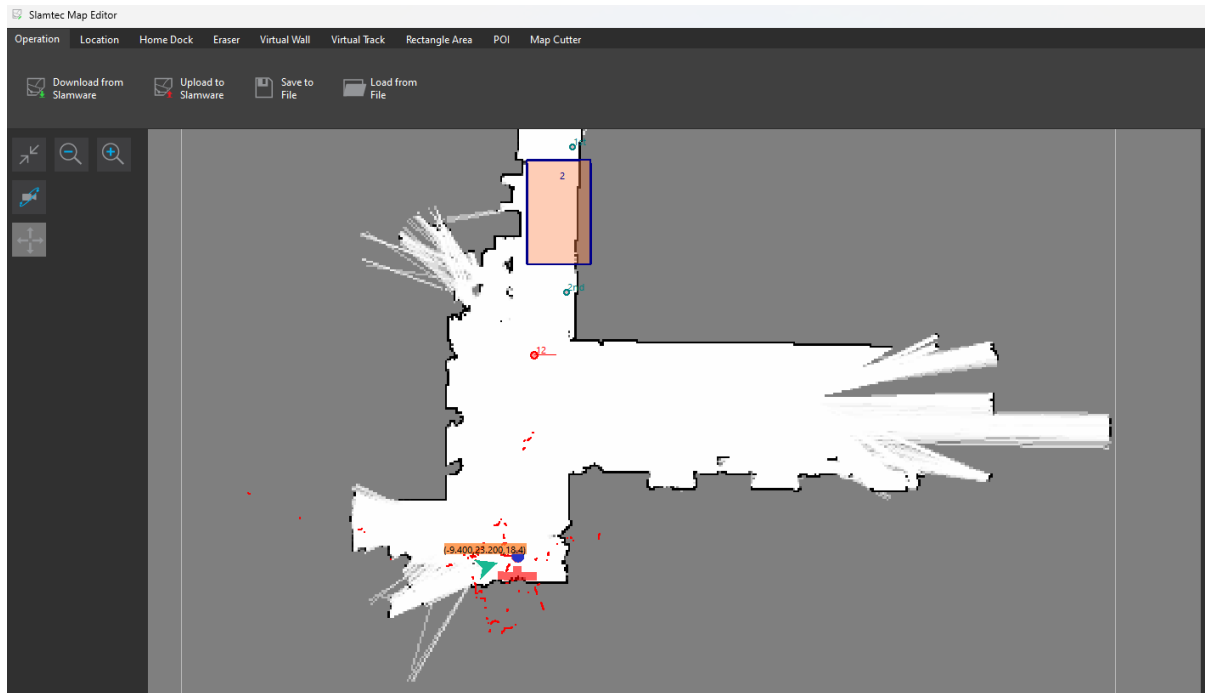 Slamtec Map Editor
Operation Location Home Dock Eraser Virtual Wall Virtual Track Rectangle Area POI Map Cutter
Download from
Slamware
Upload to
Slamware
Save to
File
Load from
File
2
2nd
12
(-9.400,23.200,18.4)